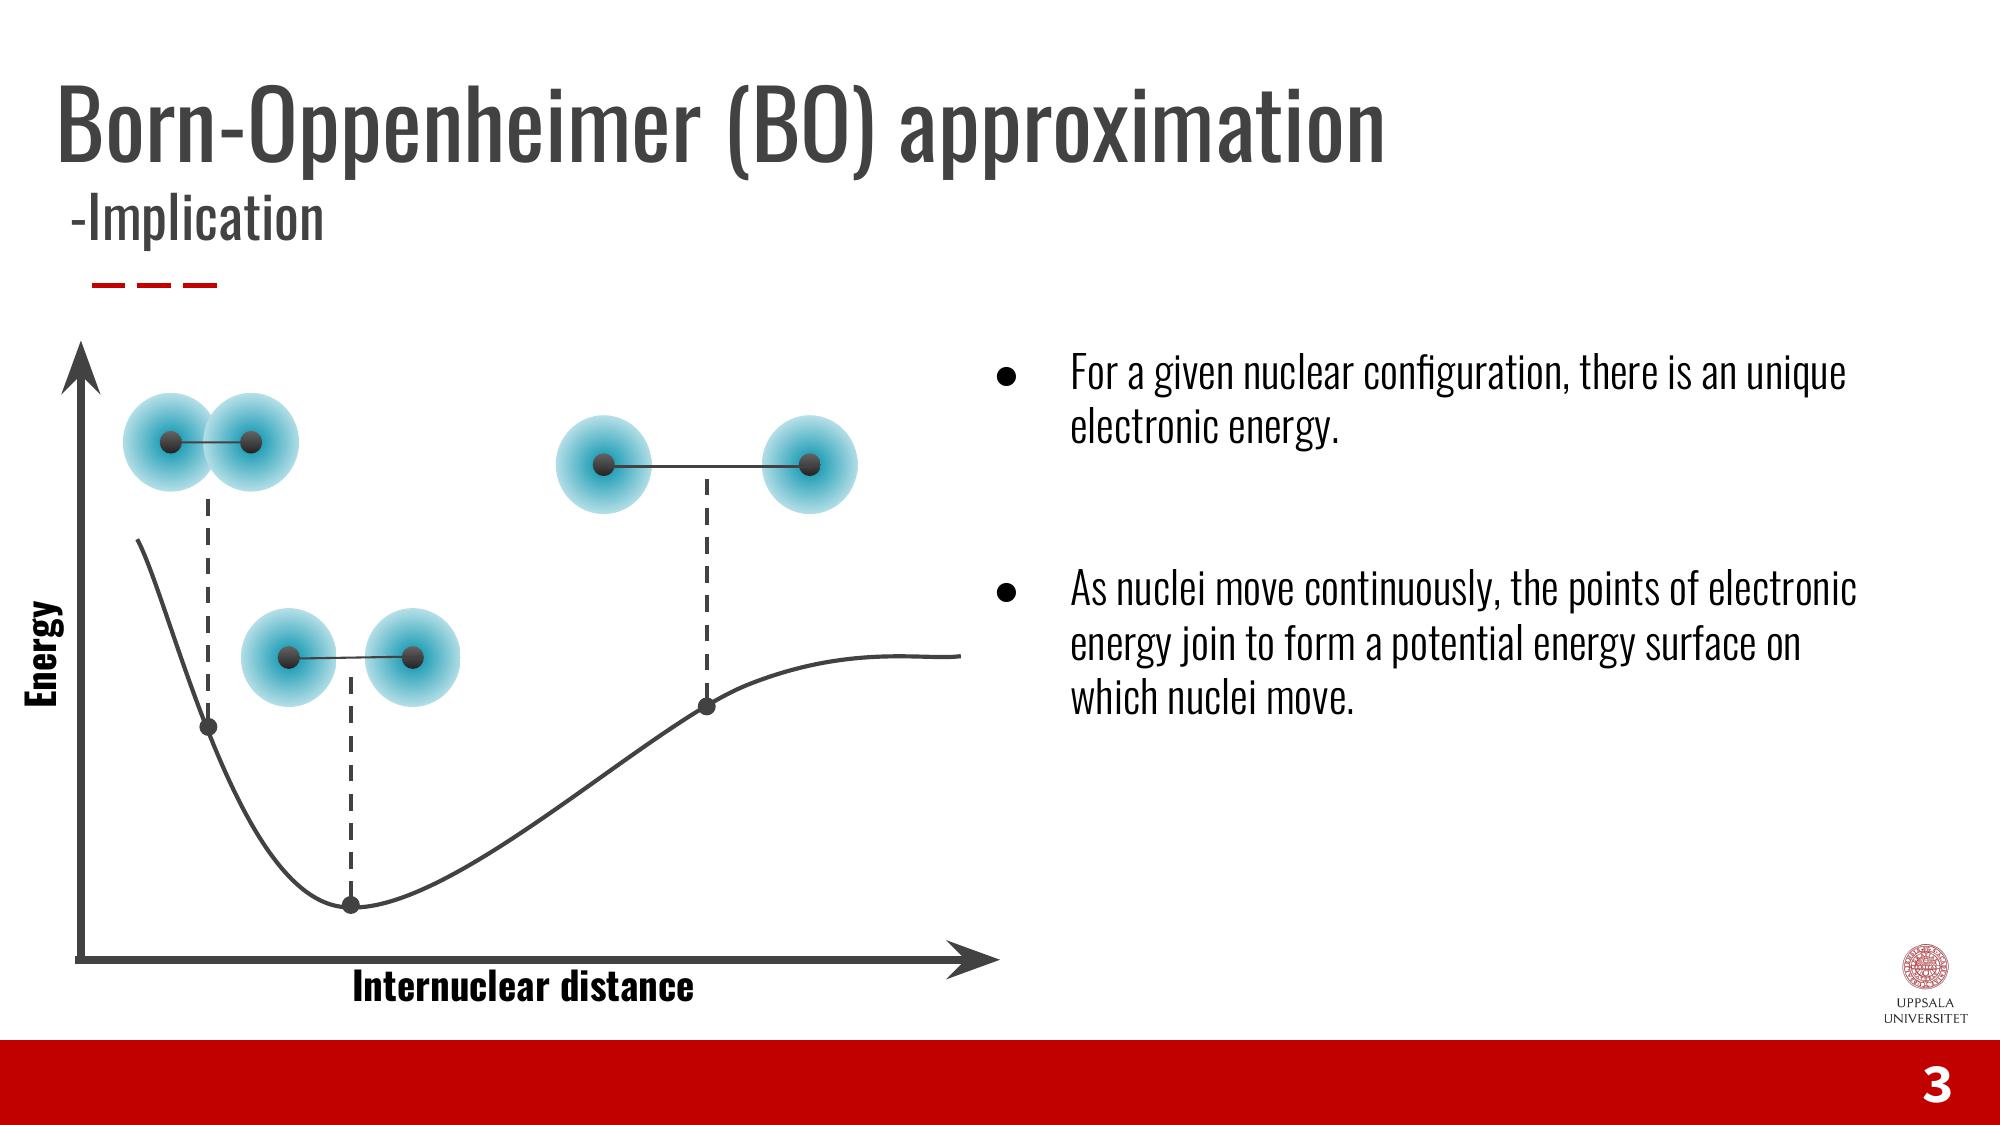 Born-Oppenheimer (BO) approximation
-Implication
Energy
Internuclear distance
● For a given nuclear configuration, there is an unique
electronic energy.
● As nuclei move continuously, the points of electronic
energy join to form a potential energy surface on
which nuclei move.
UPPSALA
UNIVERSITET
3